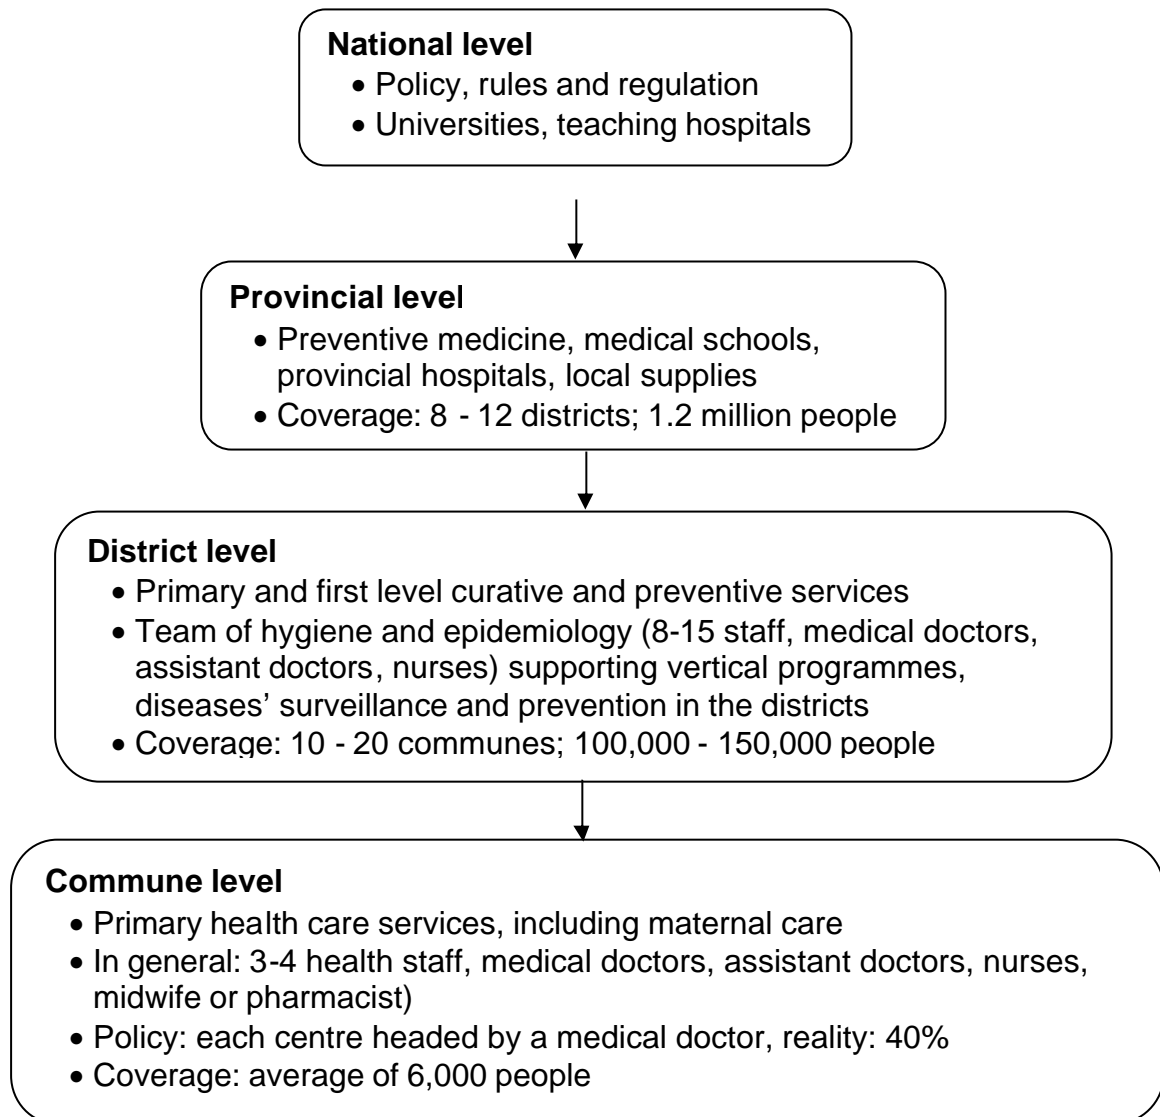 National level
• Policy, rules and regulation
• Universities, teaching hospitals
Provincial level
• Preventive medicine, medical schools,
provincial hospitals, local supplies
• Coverage: 8 - 12 districts; 1.2 million people
District level
• Primary and first level curative and preventive services
• Team of hygiene and epidemiology (8-15 staff, medical doctors,
assistant doctors, nurses) supporting vertical programmes,
diseases’ surveillance and prevention in the districts
• Coverage: 10 - 20 communes; 100,000 - 150,000 people
Commune level
• Primary health care services, including maternal care
• In general: 3-4 health staff, medical doctors, assistant doctors, nurses,
midwife or pharmacist)
• Policy: each centre headed by a medical doctor, reality: 40%
• Coverage: average of 6,000 people